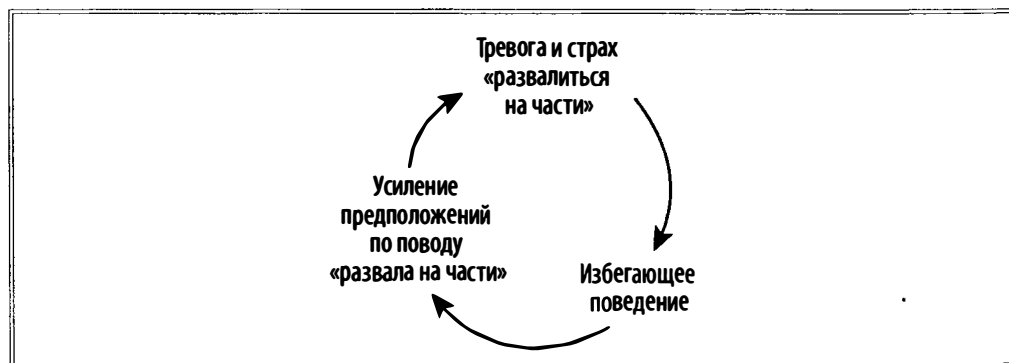 Тревога и страх
«развалиться
на части»
Усиление
предположений
по поводу
«развала на части»
Избегающее
поведение